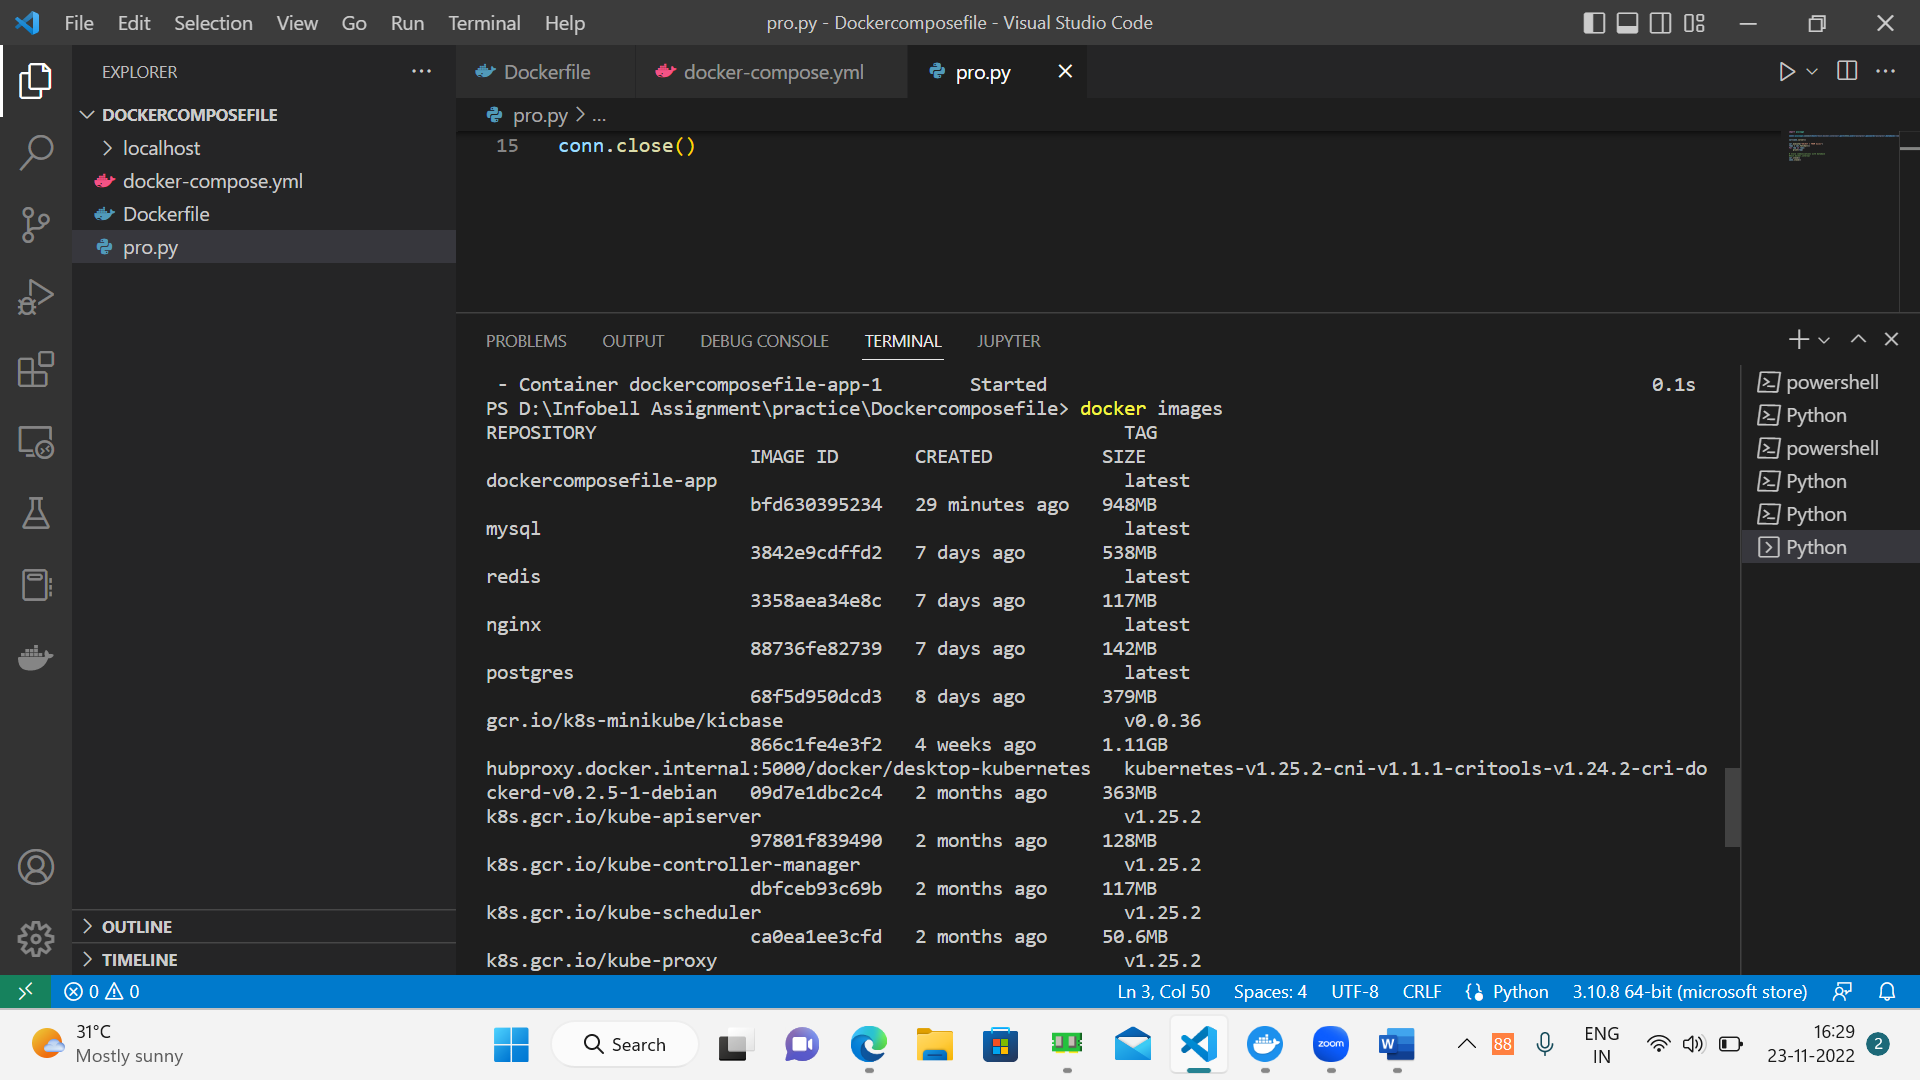 File Edit Selection View Go Run Terminal Help pro.py - Dockercomposefile - Visual Studio Code
EXPLORER
DOCKERCOMPOSEFILE
localhost
docker-compose.yml
Dockerfile
pro.py
OUTLINE
TIMELINE
Dockerfile docker-compose.yml pro.py
pro.py > ...
15 conn.close()
PROBLEMS OUTPUT DEBUG CONSOLE TERMINAL JUPYTER
- Container dockercomposefile-app-1 Started 0.1s
PS D:\Infobell Assignment\practice\Dockercomposefile> docker images
REPOSITORY TAG
IMAGE ID CREATED SIZE
dockercomposefile-app latest
bfd630395234 29 minutes ago 948MB
mysql latest
3842e9cdffd2 7 days ago 538MB
redis latest
3358aea34e8c 7 days ago 117MB
nginx latest
88736fe82739 7 days ago 142MB
postgres latest
68f5d950dcd3 8 days ago 379MB
gcr.io/k8s-minikube/kicbase v0.0.36
866c1fe4e3f2 4 weeks ago 1.11GB
hubproxy.docker.internal:5000/docker/desktop-kubernetes kubernetes-v1.25.2-cni-v1.1.1-critools-v1.24.2-cri-do
ckerd-v0.2.5-1-debian 09d7e1dbc2c4 2 months ago 363MB
k8s.gcr.io/kube-apiserver v1.25.2
97801f839490 2 months ago 128MB
k8s.gcr.io/kube-controller-manager v1.25.2
dbfceb93c69b 2 months ago 117MB
k8s.gcr.io/kube-scheduler v1.25.2
ca0ea1ee3cfd 2 months ago 50.6MB
k8s.gcr.io/kube-proxy v1.25.2
powershell
Python
powershell
Python
Python
Python
0 0 Ln 3, Col 50 Spaces: 4 UTF-8 CRLF Python 3.10.8 64-bit (microsoft store)
31°C
Mostly sunny
Search
zoom
W
88
ENG
IN
16:29
23-11-2022
2